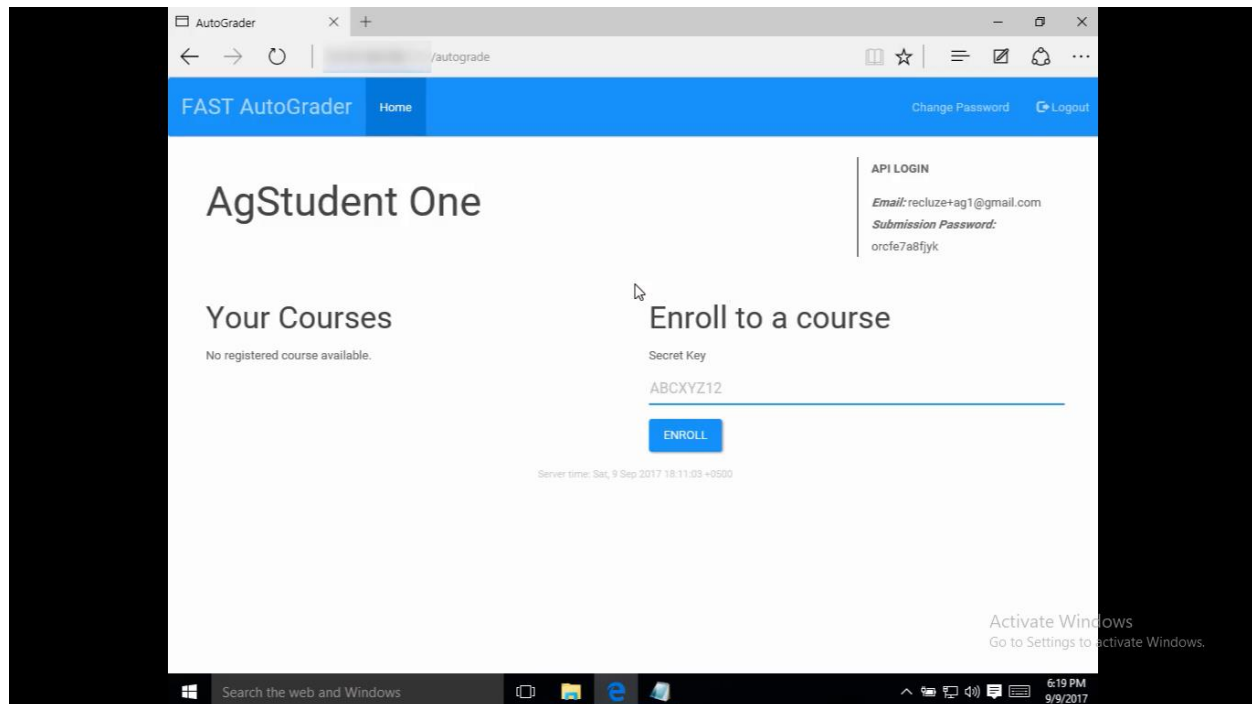 AutoGrader
/autograde
FAST AutoGrader Home Change Password Logout
API LOGIN
AgStudent One
Email: recluze+ag1@gmail.com
Submission Password:
orcfe7a8fjyk
Your Courses
No registered course available.
Enroll to a course
Secret Key
ABCXYZ12
ENROLL
Server time: Sat, 9 Sep 2017 18:11:03 +0500
Activate Windows
Go to Settings to activate Windows.
Search the web and Windows
6:19 PM
9/9/2017